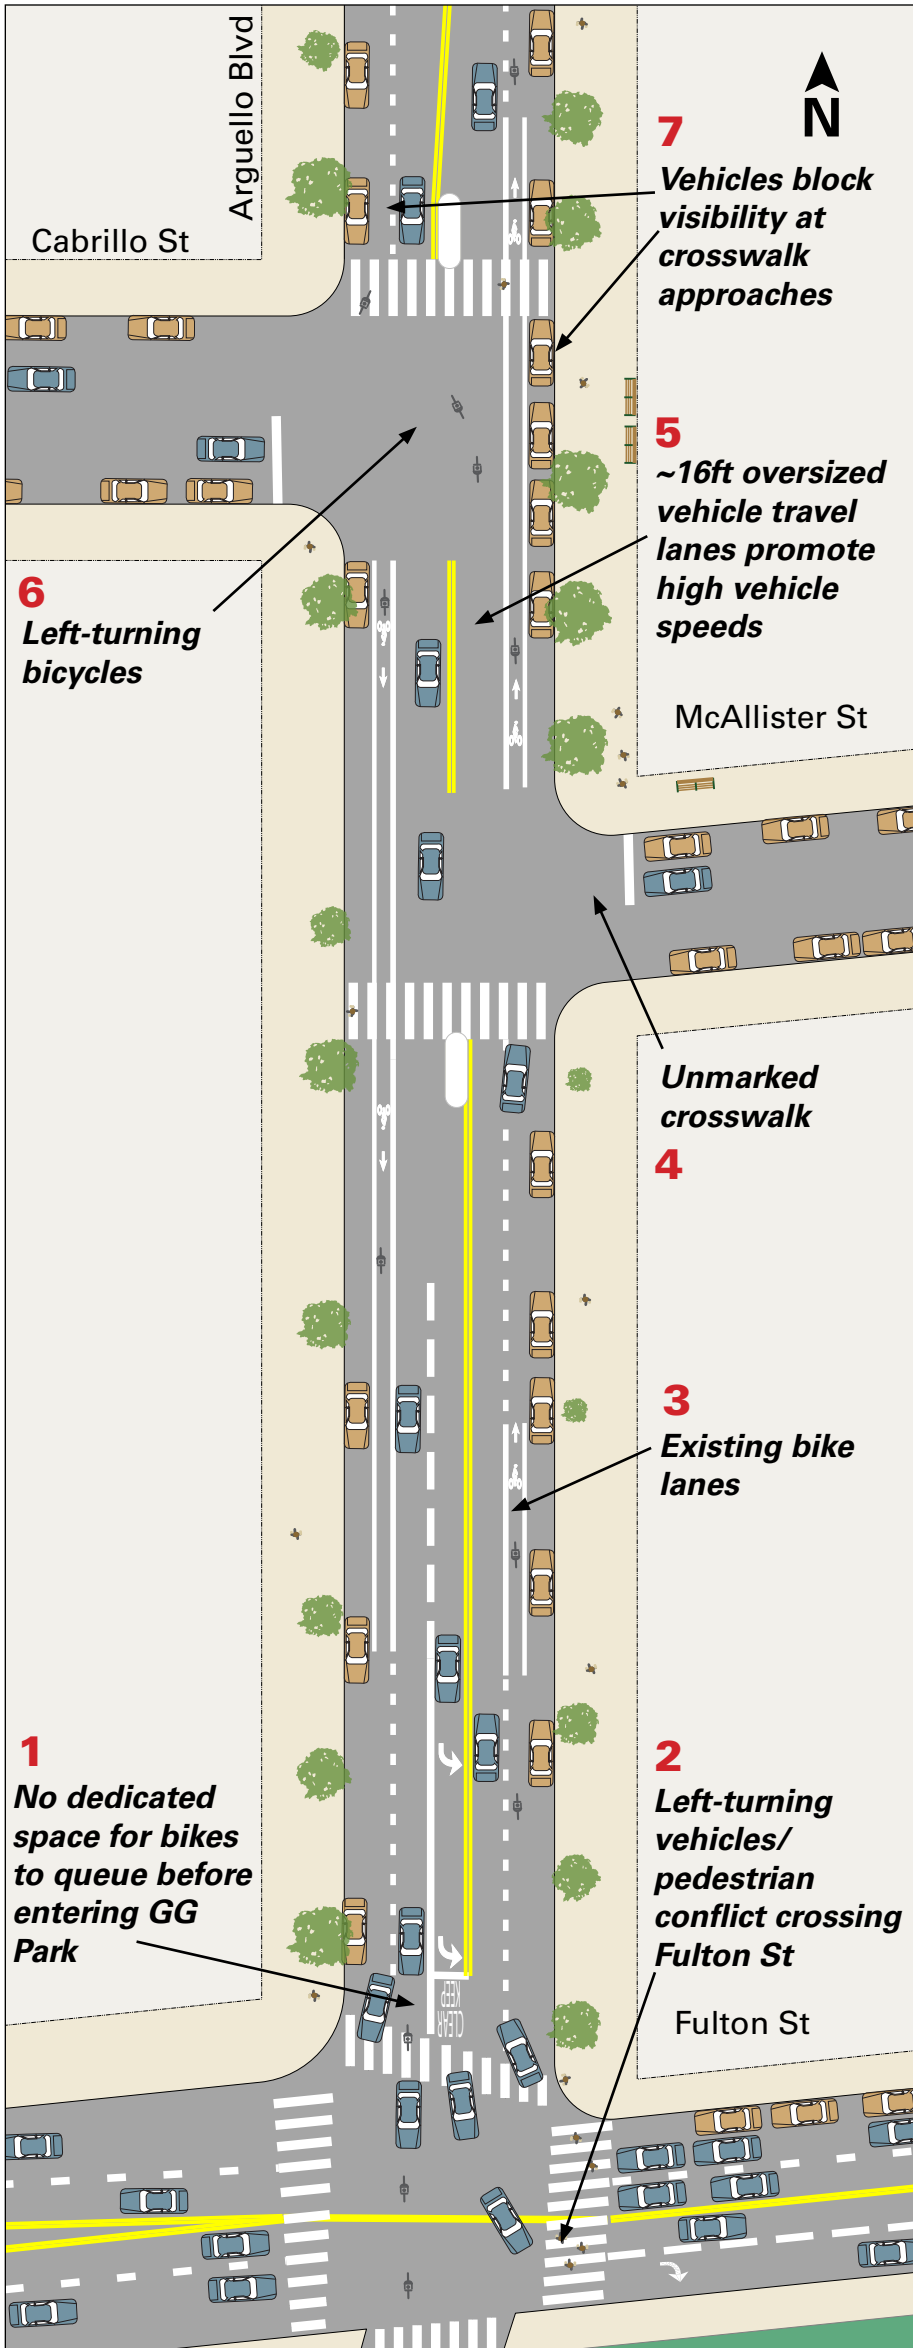 Arguello Blvd
N
Cabrillo St
7
Vehicles block
visibility at
crosswalk
approaches
5
~16ft oversized
vehicle travel
lanes promote
high vehicle
speeds
6
Left-turning
bicycles
McAllister St
Unmarked
crosswalk
4
3
Existing bike
lanes
1
No dedicated
space for bikes
to queue before
entering GG
Park
2
Left-turning
vehicles/
pedestrian
conflict crossing
Fulton St
KEEP
CLEAR
Fulton St